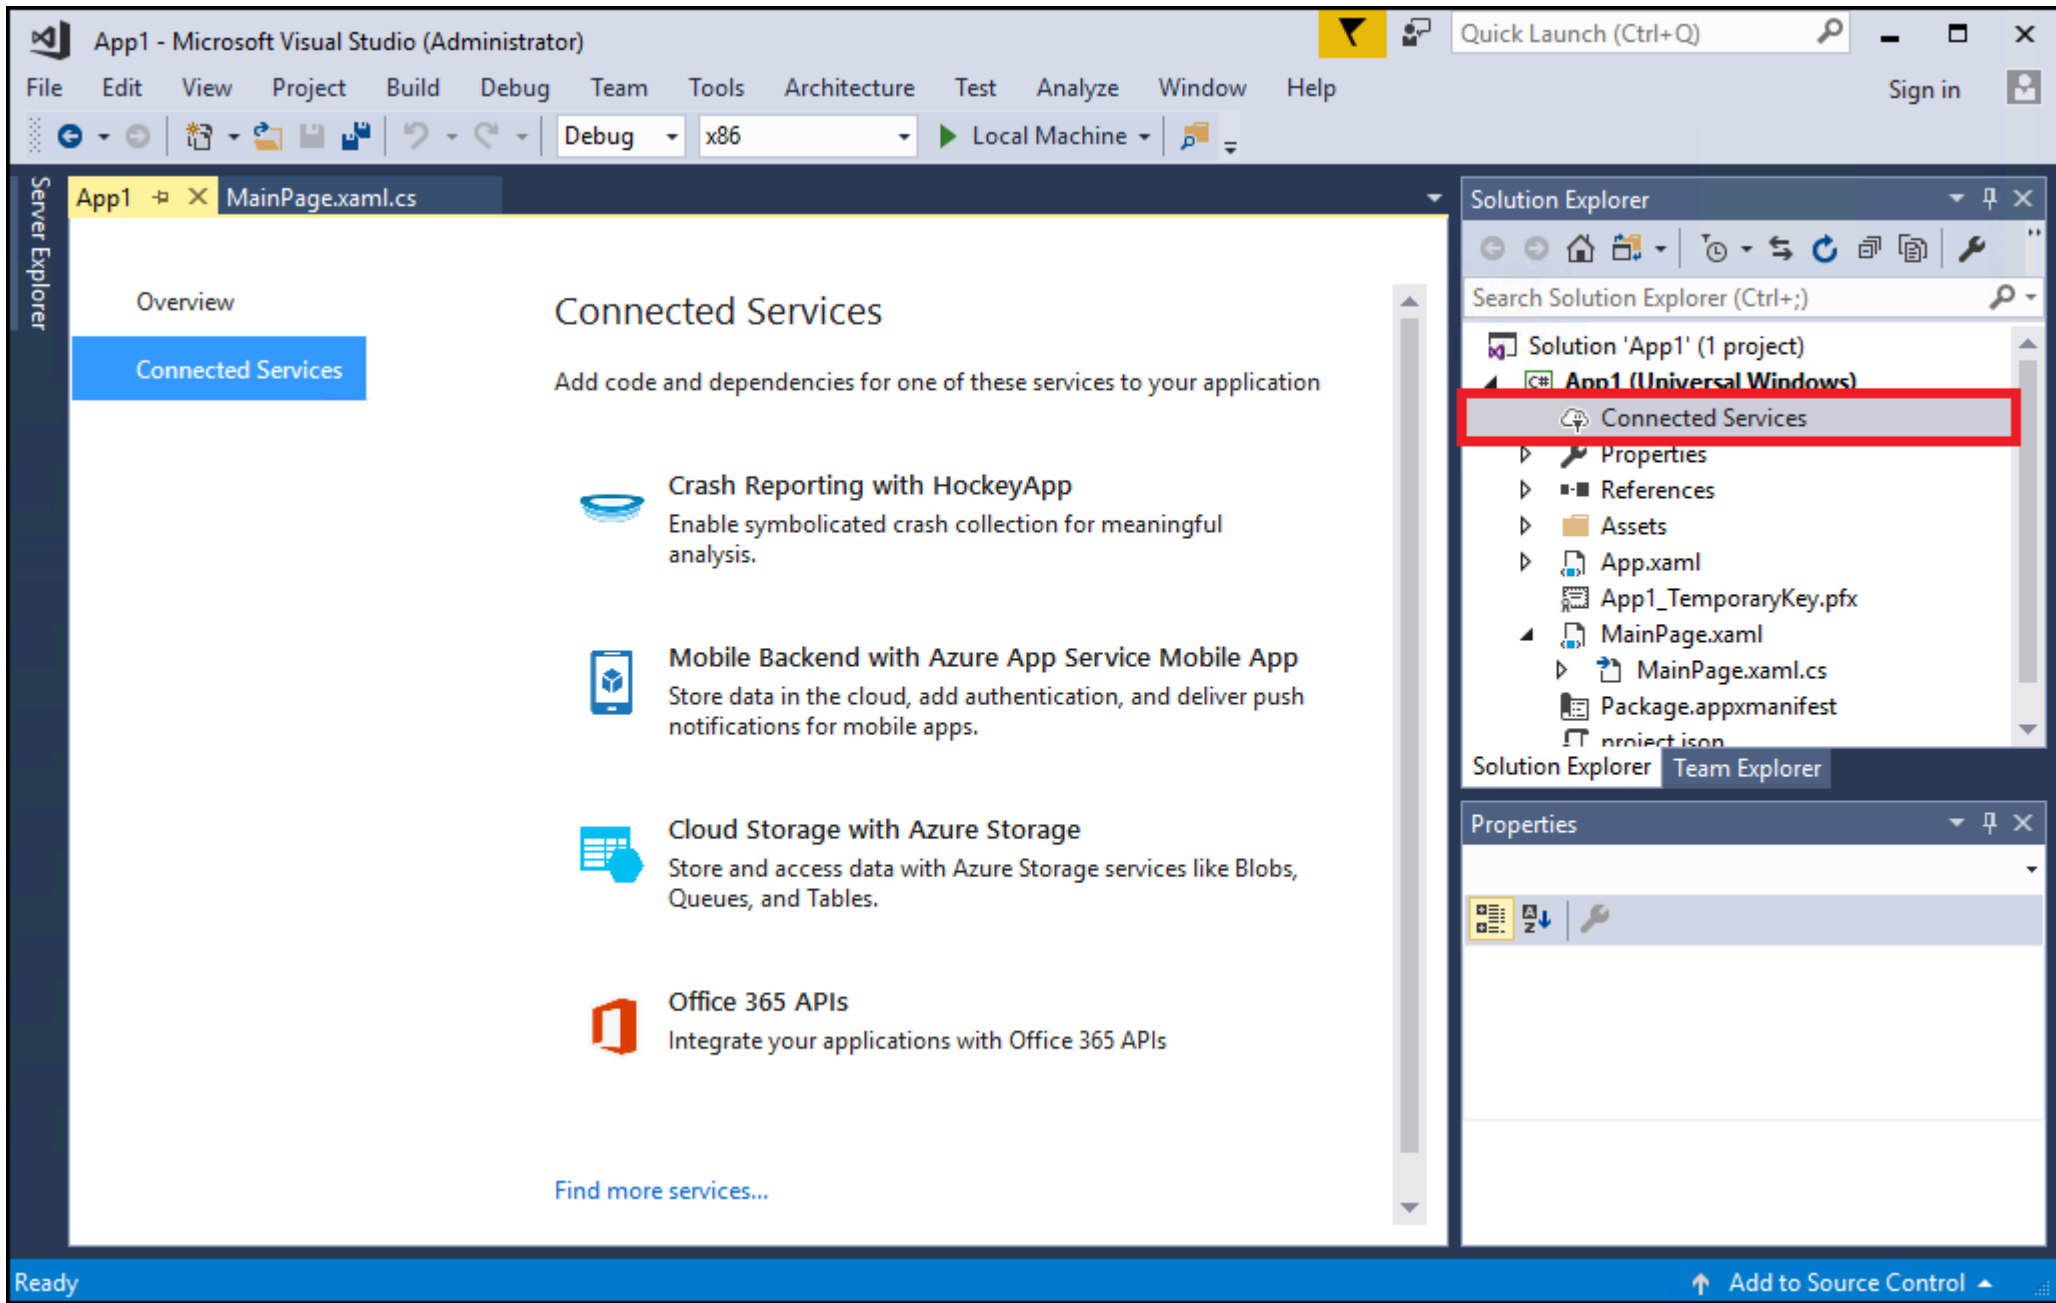 App1 - Microsoft Visual Studio (Administrator)
Quick Launch (Ctrl+Q)
File Edit View Project Build Debug Team Tools Architecture Test Analyze Window Help
Sign in
Debug x86 Local Machine
Server Explorer
App1 MainPage.xaml.cs
Overview
Connected Services
Connected Services
Add code and dependencies for one of these services to your application
Crash Reporting with HockeyApp
Enable symbolicated crash collection for meaningful
analysis.
Mobile Backend with Azure App Service Mobile App
Store data in the cloud, add authentication, and deliver push
notifications for mobile apps.
Cloud Storage with Azure Storage
Store and access data with Azure Storage services like Blobs,
Queues, and Tables.
Office 365 APIs
Integrate your applications with Office 365 APIs
Find more services...
Solution Explorer
Search Solution Explorer (Ctrl+;)
Solution 'App1' (1 project)
C# App1 (Universal Windows)
Connected Services
Properties
References
Assets
App.xaml
App1_TemporaryKey.pfx
MainPage.xaml
MainPage.xaml.cs
Package.appxmanifest
project.json
Solution Explorer Team Explorer
Properties
Ready
Add to Source Control